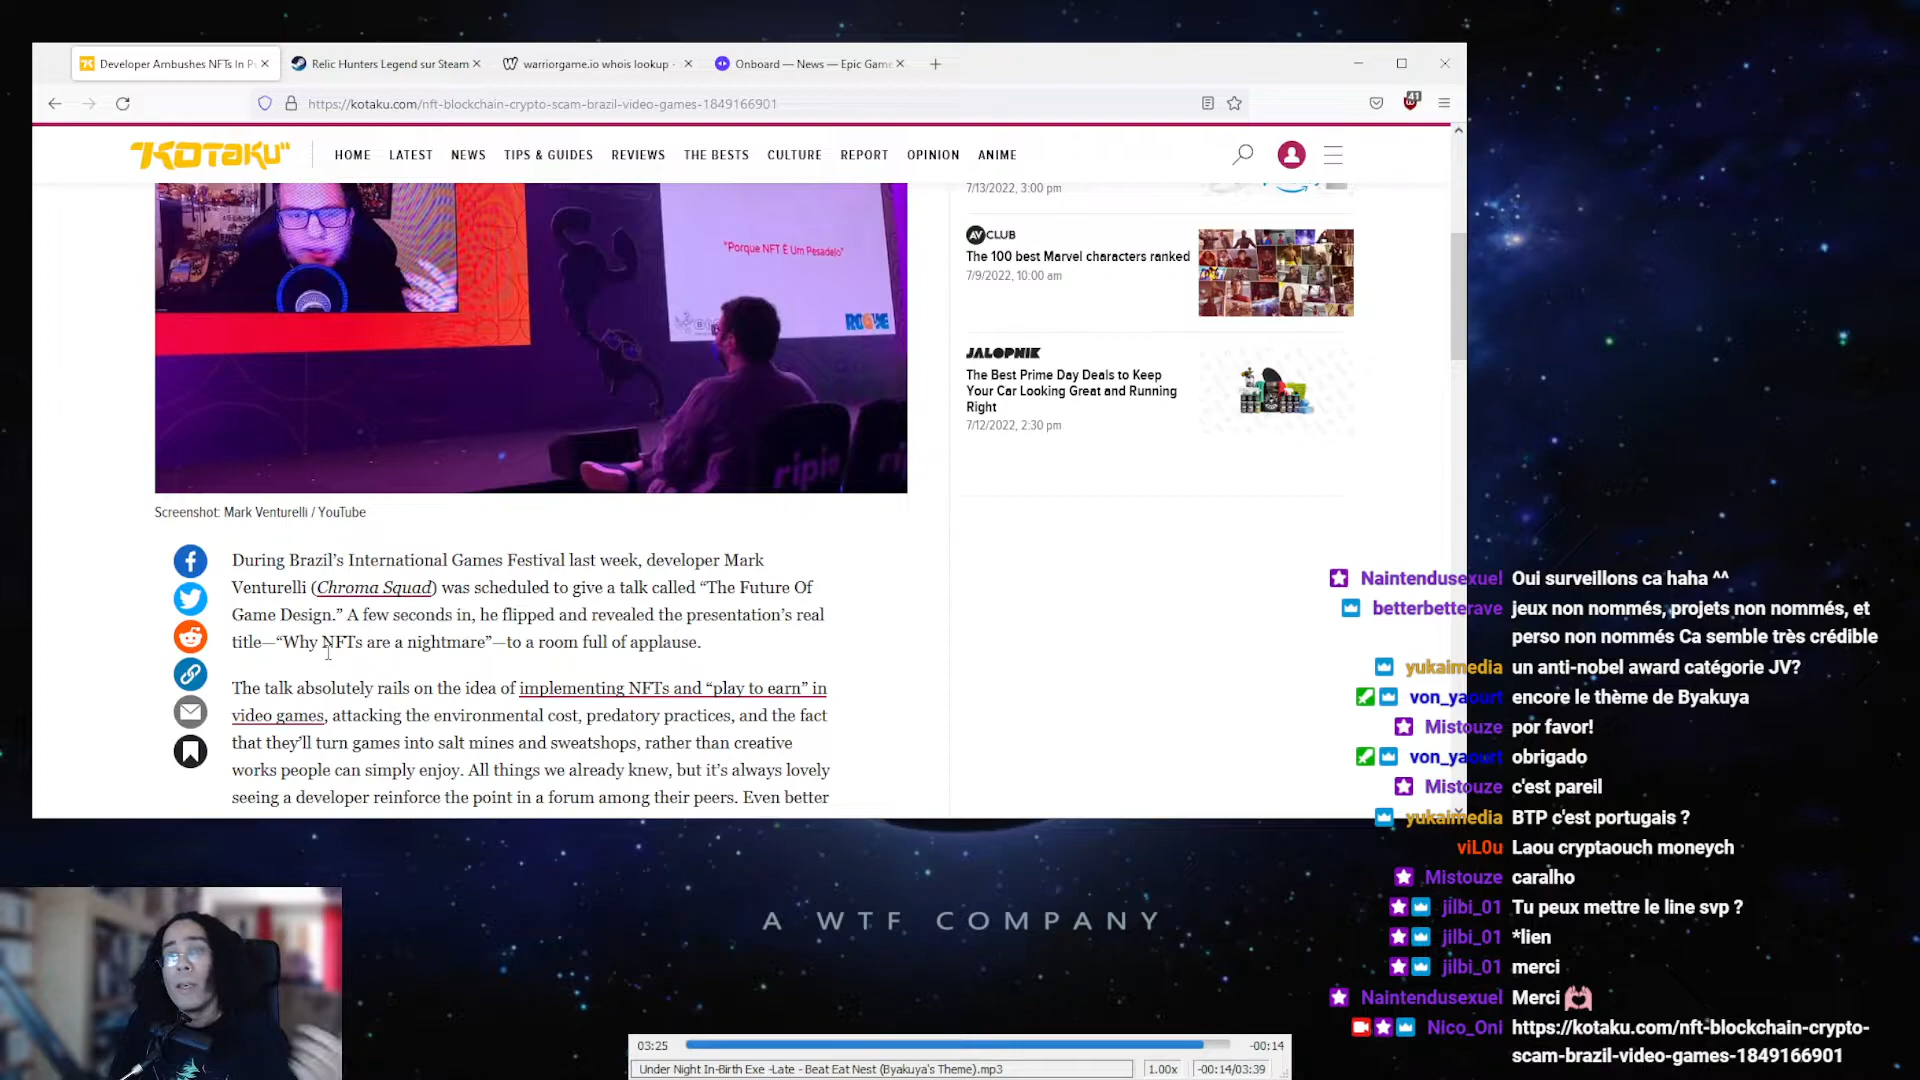 Developer Ambushes NFTs In P
Relic Hunters Legend sur Steam
warriorgame.io whois lookup -
Onboard — News — Epic Game
https://kotaku.com/nft-blockchain-crypto-scam-brazil-video-games-1849166901
41
KOTAKU
HOME LATEST NEWS TIPS & GUIDES REVIEWS THE BESTS CULTURE REPORT OPINION ANIME
"Porque NFT É Um Pesadelo"
ripio
Screenshot: Mark Venturelli / YouTube
During Brazil's International Games Festival last week, developer Mark
Venturelli (Chroma Squad) was scheduled to give a talk called “The Future Of
Game Design.” A few seconds in, he flipped and revealed the presentation's real
title—“Why NFTs are a nightmare”—to a room full of applause.
The talk absolutely rails on the idea of implementing NFTs and “play to earn” in
video games, attacking the environmental cost, predatory practices, and the fact
that they'll turn games into salt mines and sweatshops, rather than creative
works people can simply enjoy. All things we already knew, but it's always lovely
seeing a developer reinforce the point in a forum among their peers. Even better
7/13/2022, 3:00 pm
AV CLUB
The 100 best Marvel characters ranked
7/9/2022, 10:00 am
JALOPNIK
The Best Prime Day Deals to Keep
Your Car Looking Great and Running
Right
7/12/2022, 2:30 pm
Naintendusexuel Oui surveillons ca haha ^^
betterbetterave jeux non nommés, projets non nommés, et
perso non nommés Ca semble très crédible
yukaimedia un anti-nobel award catégorie JV?
von_yaourt encore le thème de Byakuya
Mistouze por favor!
von_yaourt obrigado
Mistouze c'est pareil
yukaimedia BTP c'est portugais ?
viL0u Laou cryptaouch moneych
Mistouze caralho
jilbi_01 Tu peux mettre le line svp ?
jilbi_01 *lien
jilbi_01 merci
Naintendusexuel Merci
Nico_Oni https://kotaku.com/nft-blockchain-crypto-
scam-brazil-video-games-1849166901
A WTF COMPANY
03:25 -00:14
Under Night In-Birth Exe -Late - Beat Eat Nest (Byakuya's Theme).mp3 1.00x -00:14/03:39